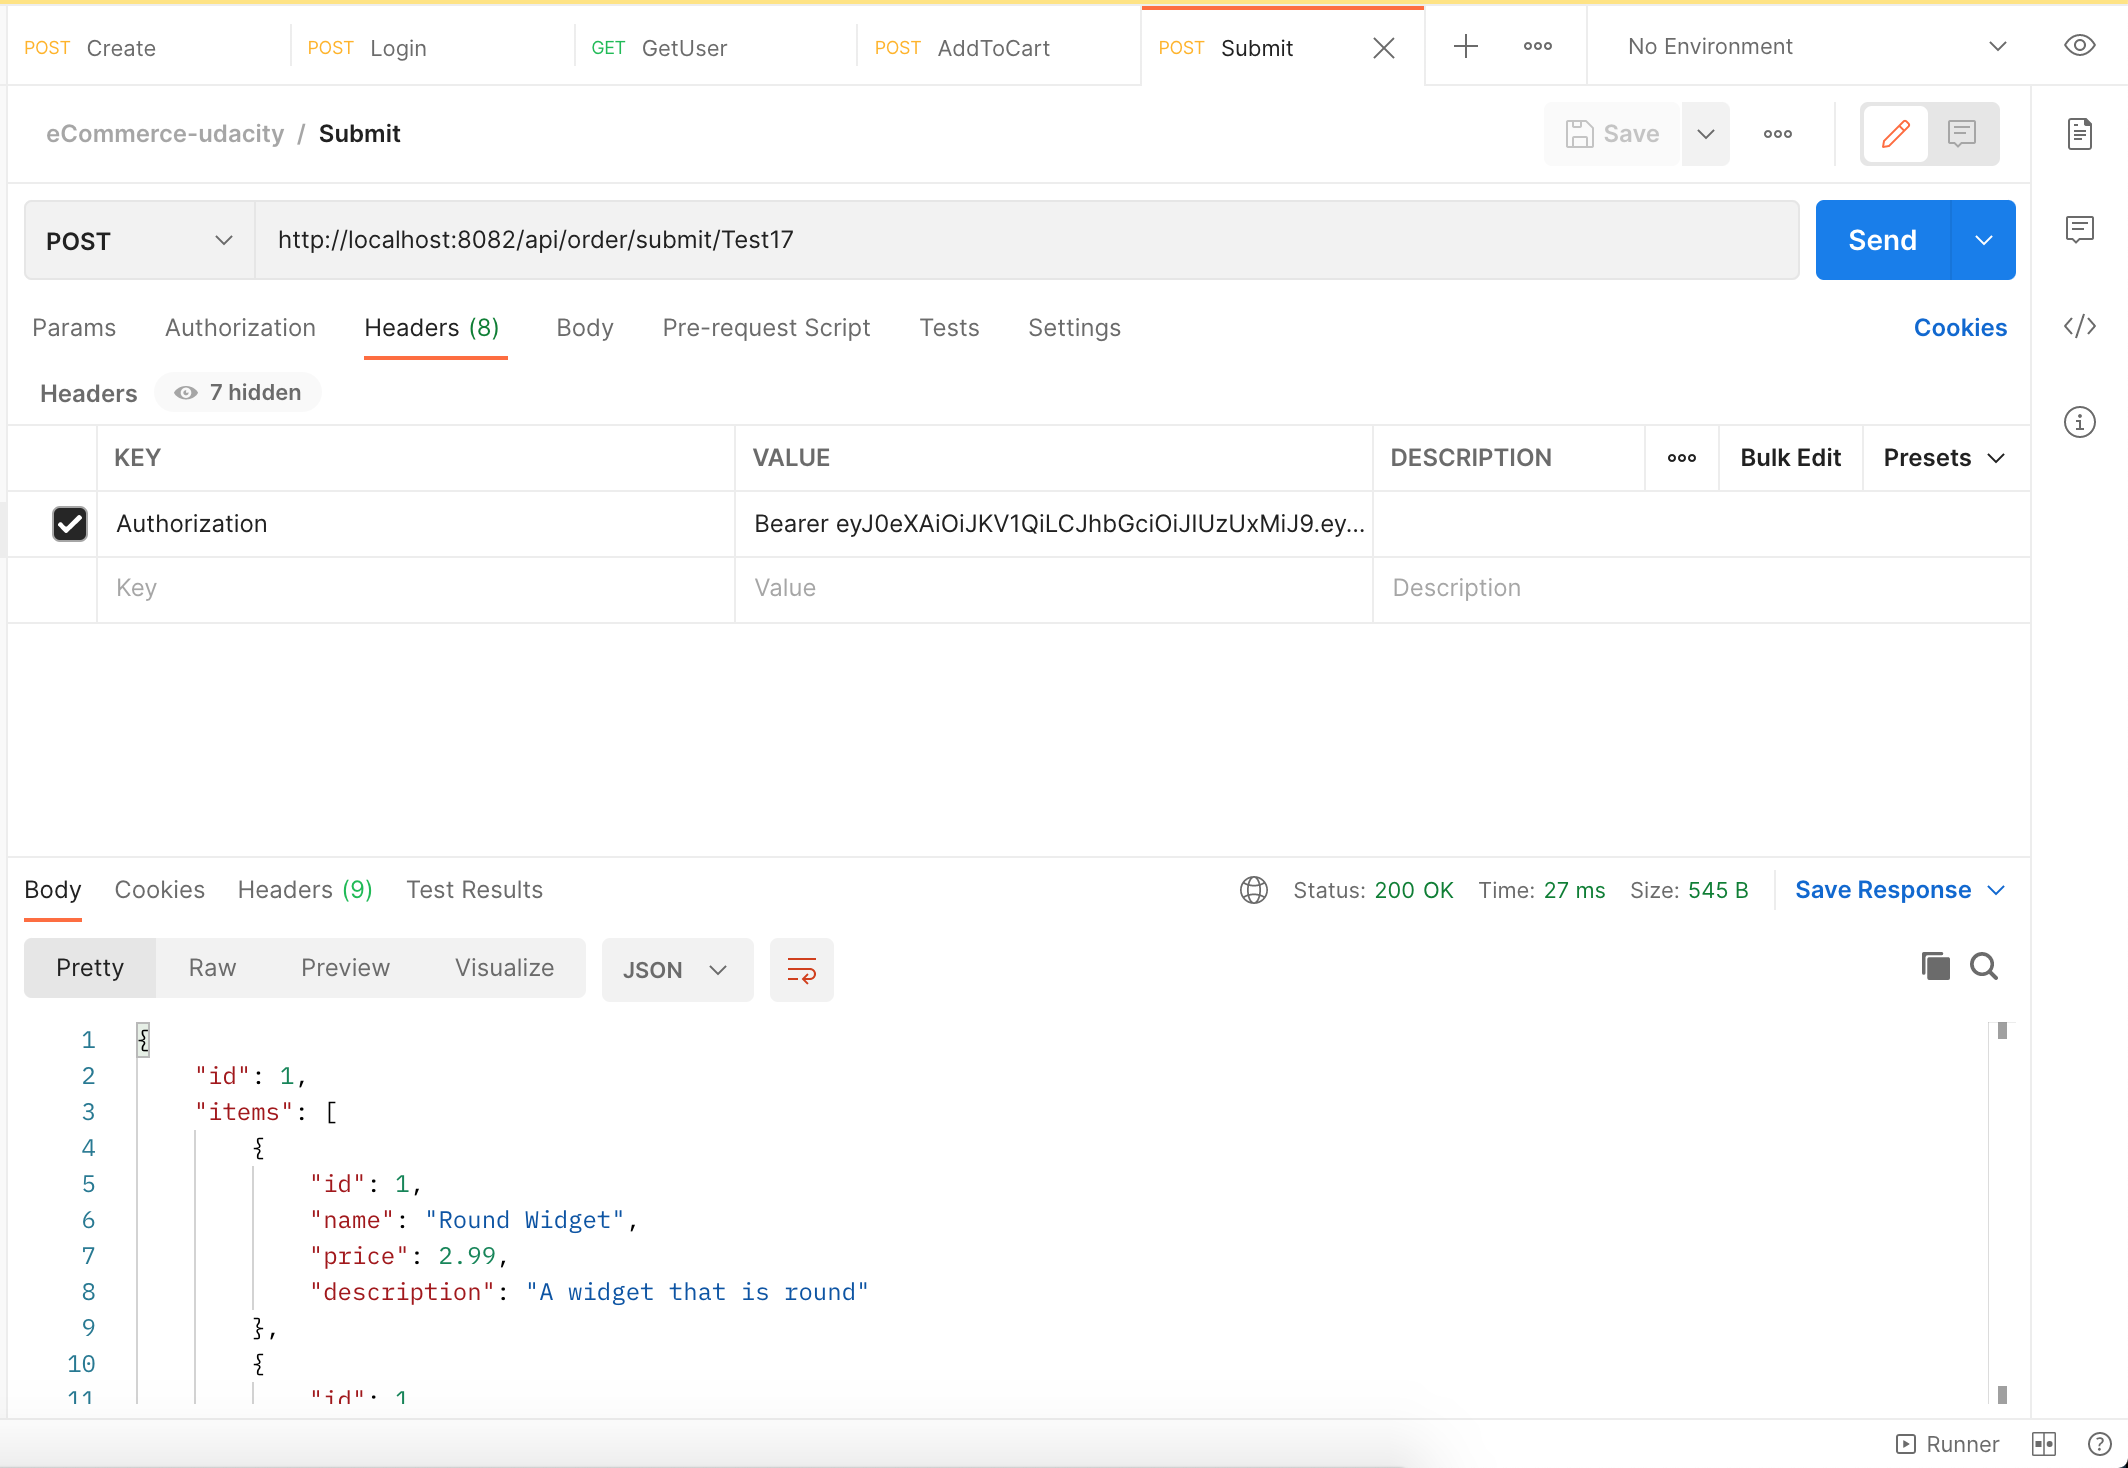 POST Create POST Login GET GetUser POST AddToCart POST Submit No Environment
eCommerce-udacity / Submit Save
POST http://localhost:8082/api/order/submit/Test17 Send
Params Authorization Headers (8) Body Pre-request Script Tests Settings Cookies
Headers 7 hidden
KEY VALUE DESCRIPTION Bulk Edit Presets
Authorization Bearer eyJ0eXAiOiJKV1QiLCJhbGciOiJIUzUxMiJ9.ey...
Key Value Description
Body Cookies Headers (9) Test Results Status: 200 OK Time: 27 ms Size: 545 B Save Response
Pretty Raw Preview Visualize JSON
1 {
2 "id": 1,
3 "items": [
4 {
5 "id": 1,
6 "name": "Round Widget",
7 "price": 2.99,
8 "description": "A widget that is round"
9 },
10 {
11 "id": 1
Runner